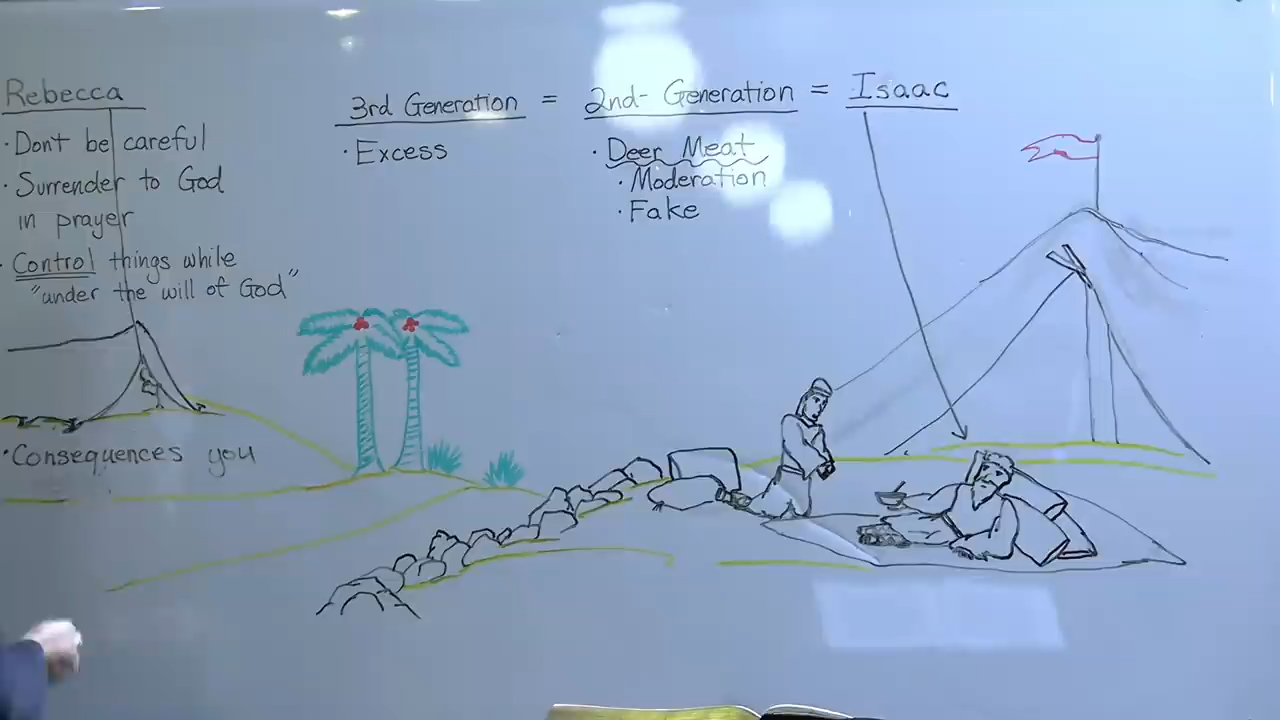 Rebecca
· Dont be careful
· Surrender to God
in prayer
· Control things while
"under the will of God"
· Consequences you
3rd Generation = 2nd- Generation = Isaac
· Excess
· Deer Meat
· Moderation
· Fake